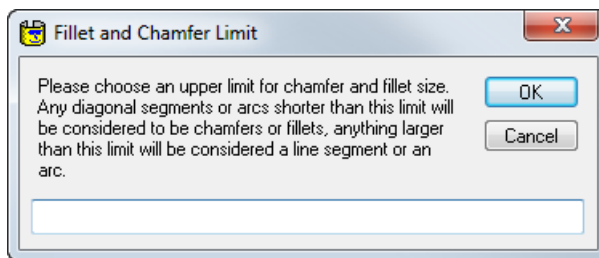 Fillet and Chamfer Limit
Please choose an upper limit for chamfer and fillet size.
Any diagonal segments or arcs shorter than this limit will
be considered to be chamfers or fillets, anything larger
than this limit will be considered a line segment or an
arc.
OK
Cancel